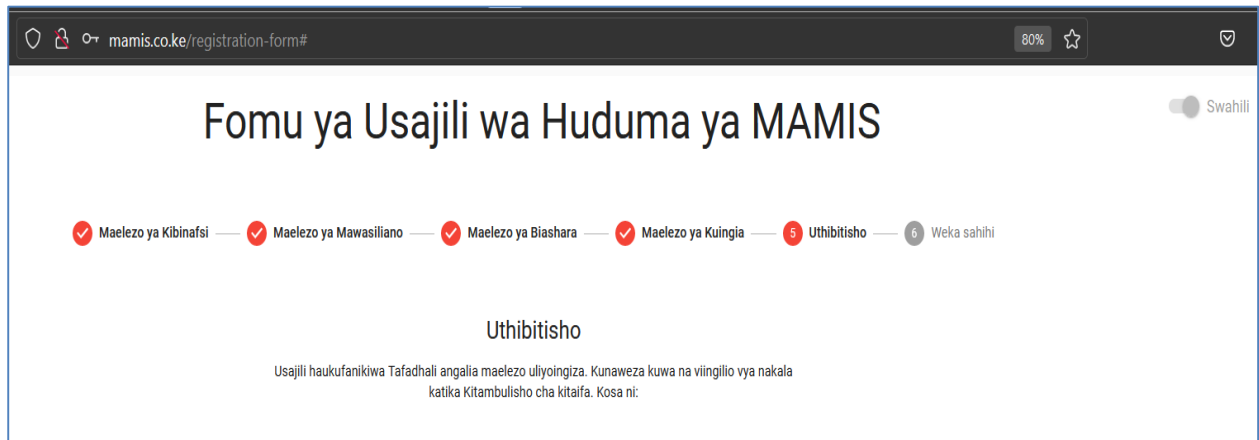 mamis.co.ke/registration-form#
80%
Fomu ya Usajili wa Huduma ya MAMIS
Swahili
Maelezo ya Kibinafsi
Maelezo ya Mawasiliano
Maelezo ya Biashara
Maelezo ya Kuingia
5 Uthibitisho
6 Weka sahihi
Uthibitisho
Usajili haukufanikiwa Tafadhali angalia maelezo uliyoingiza. Kunaweza kuwa na viingilio vya nakala
katika Kitambulisho cha kitaifa. Kosa ni: